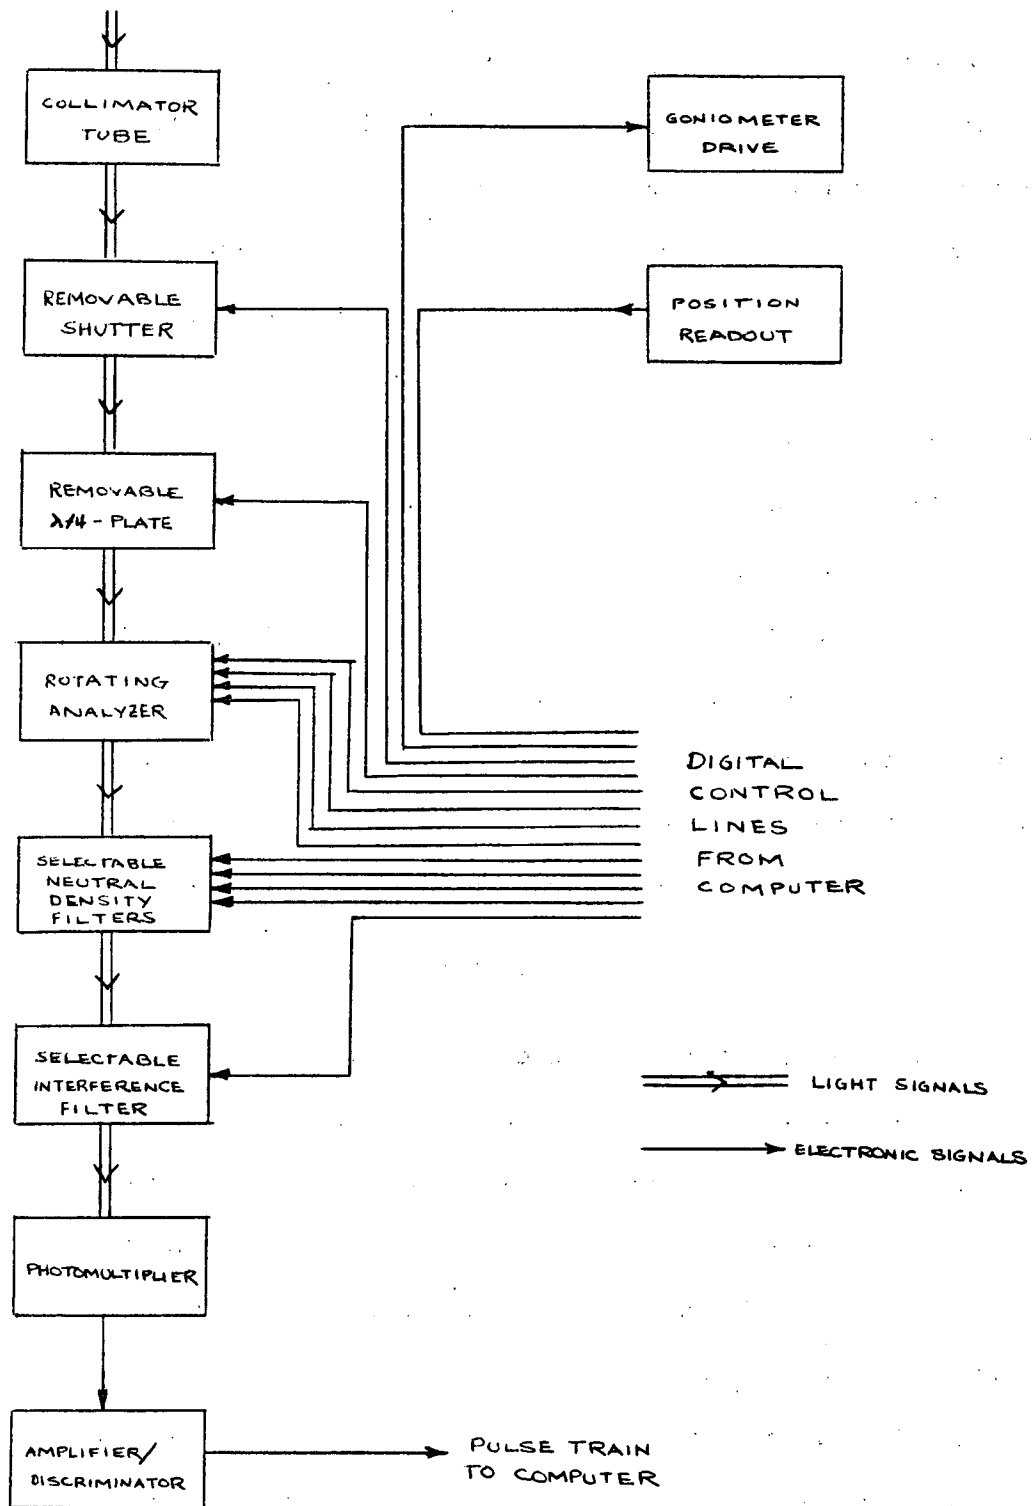 COLLIMATOR
TUBE
GONIOMETER
DRIVE
REMOVABLE
SHUTTER
POSITION
READOUT
REMOVABLE
λ/4 - PLATE
ROTATING
ANALYZER
DIGITAL
CONTROL
LINES
FROM
COMPUTER
SELECTABLE
NEUTRAL
DENSITY
FILTERS
SELECTABLE
INTERFERENCE
FILTER
LIGHT SIGNALS
ELECTRONIC SIGNALS
PHOTOMULTIPLIER
AMPLIFIER/
DISCRIMINATOR
PULSE TRAIN
TO COMPUTER